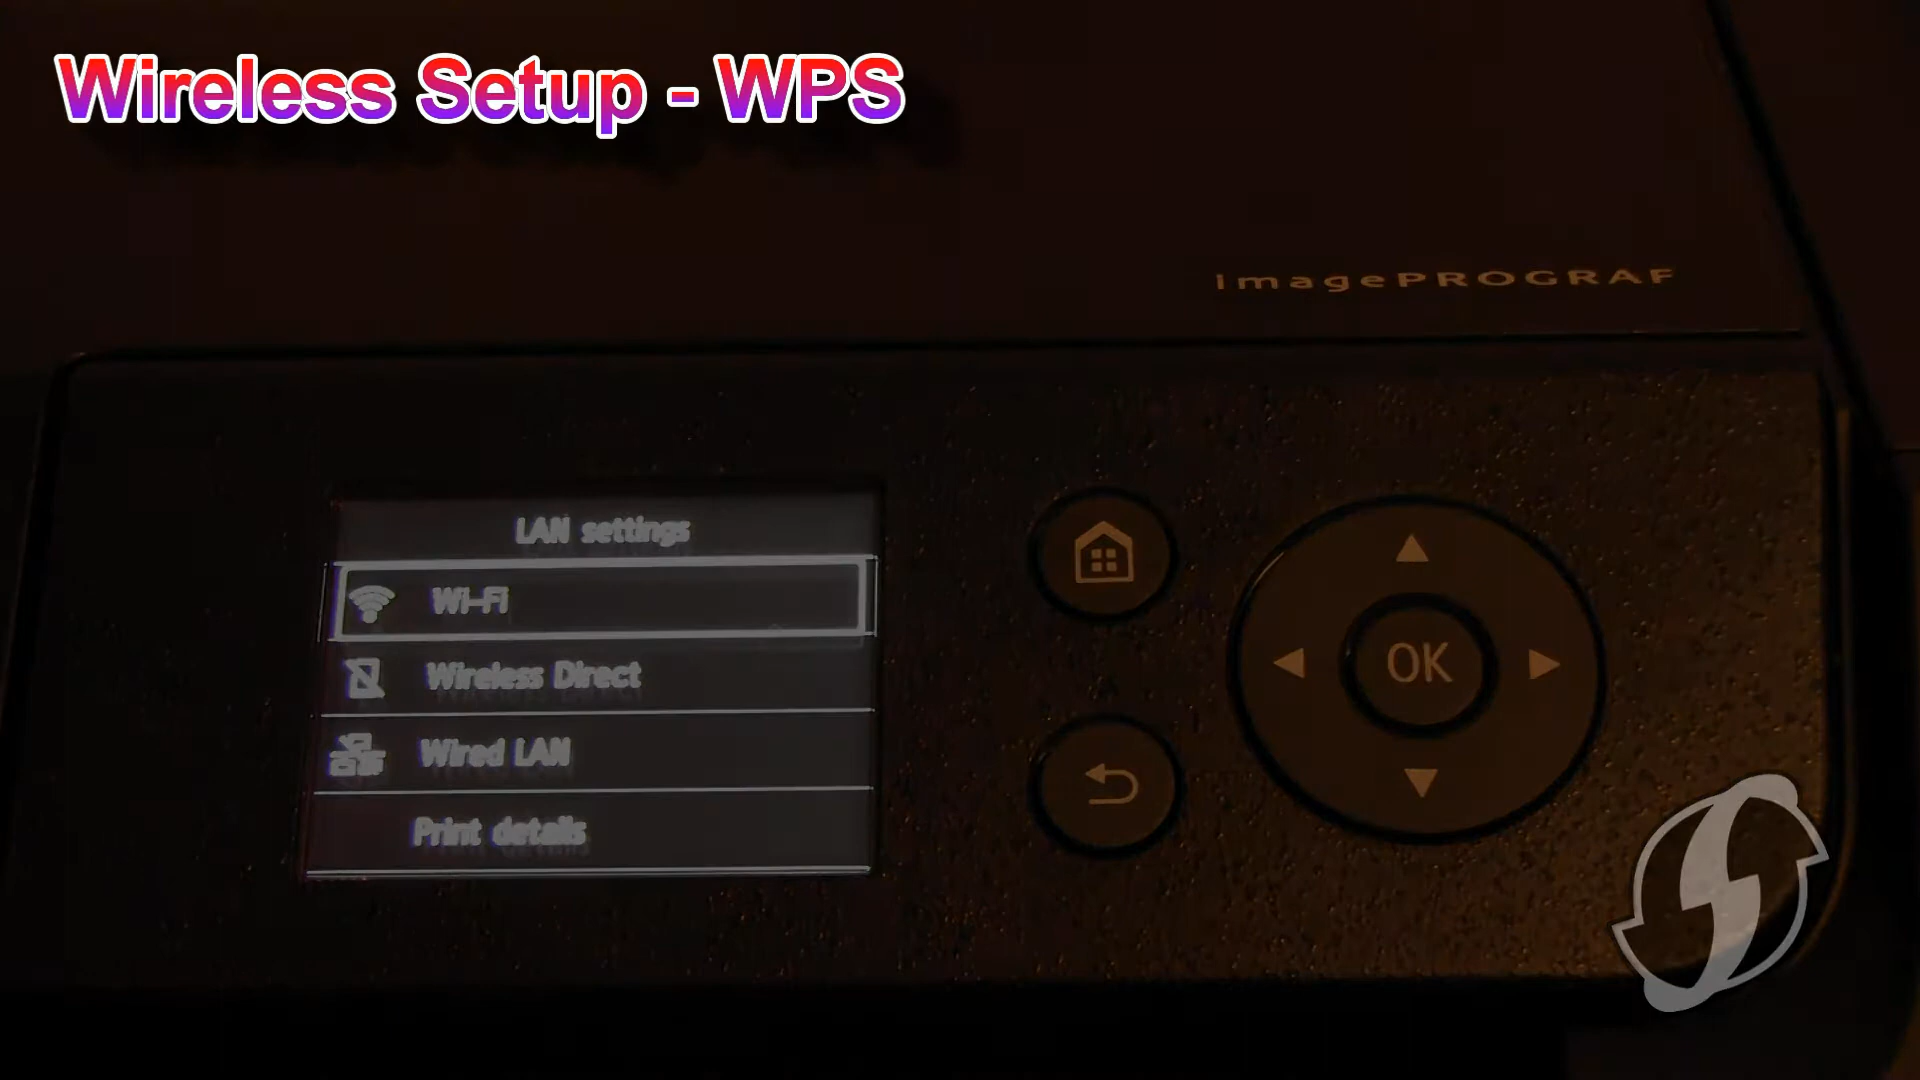 Wireless Setup - WPS
imagePROGRAF
LAN settings
Wi-Fi
Wireless Direct
Wired LAN
Print details
OK